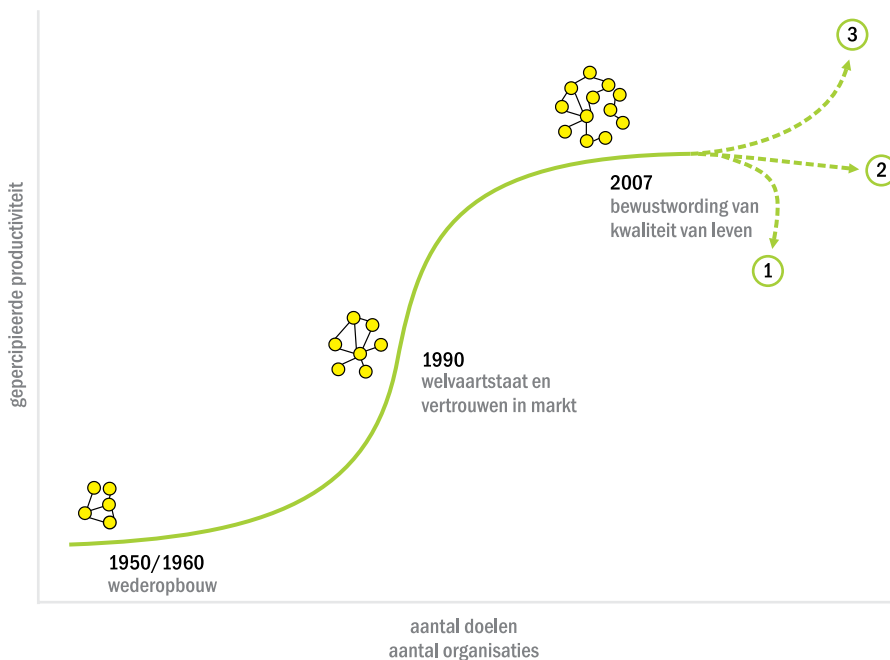 3
2
2007
bewustwording van
kwaliteit van leven
1
gepercipieerde productiviteit
1990
welvaartstaat en
vertrouwen in markt
1950/1960
wederopbouw
aantal doelen
aantal organisaties